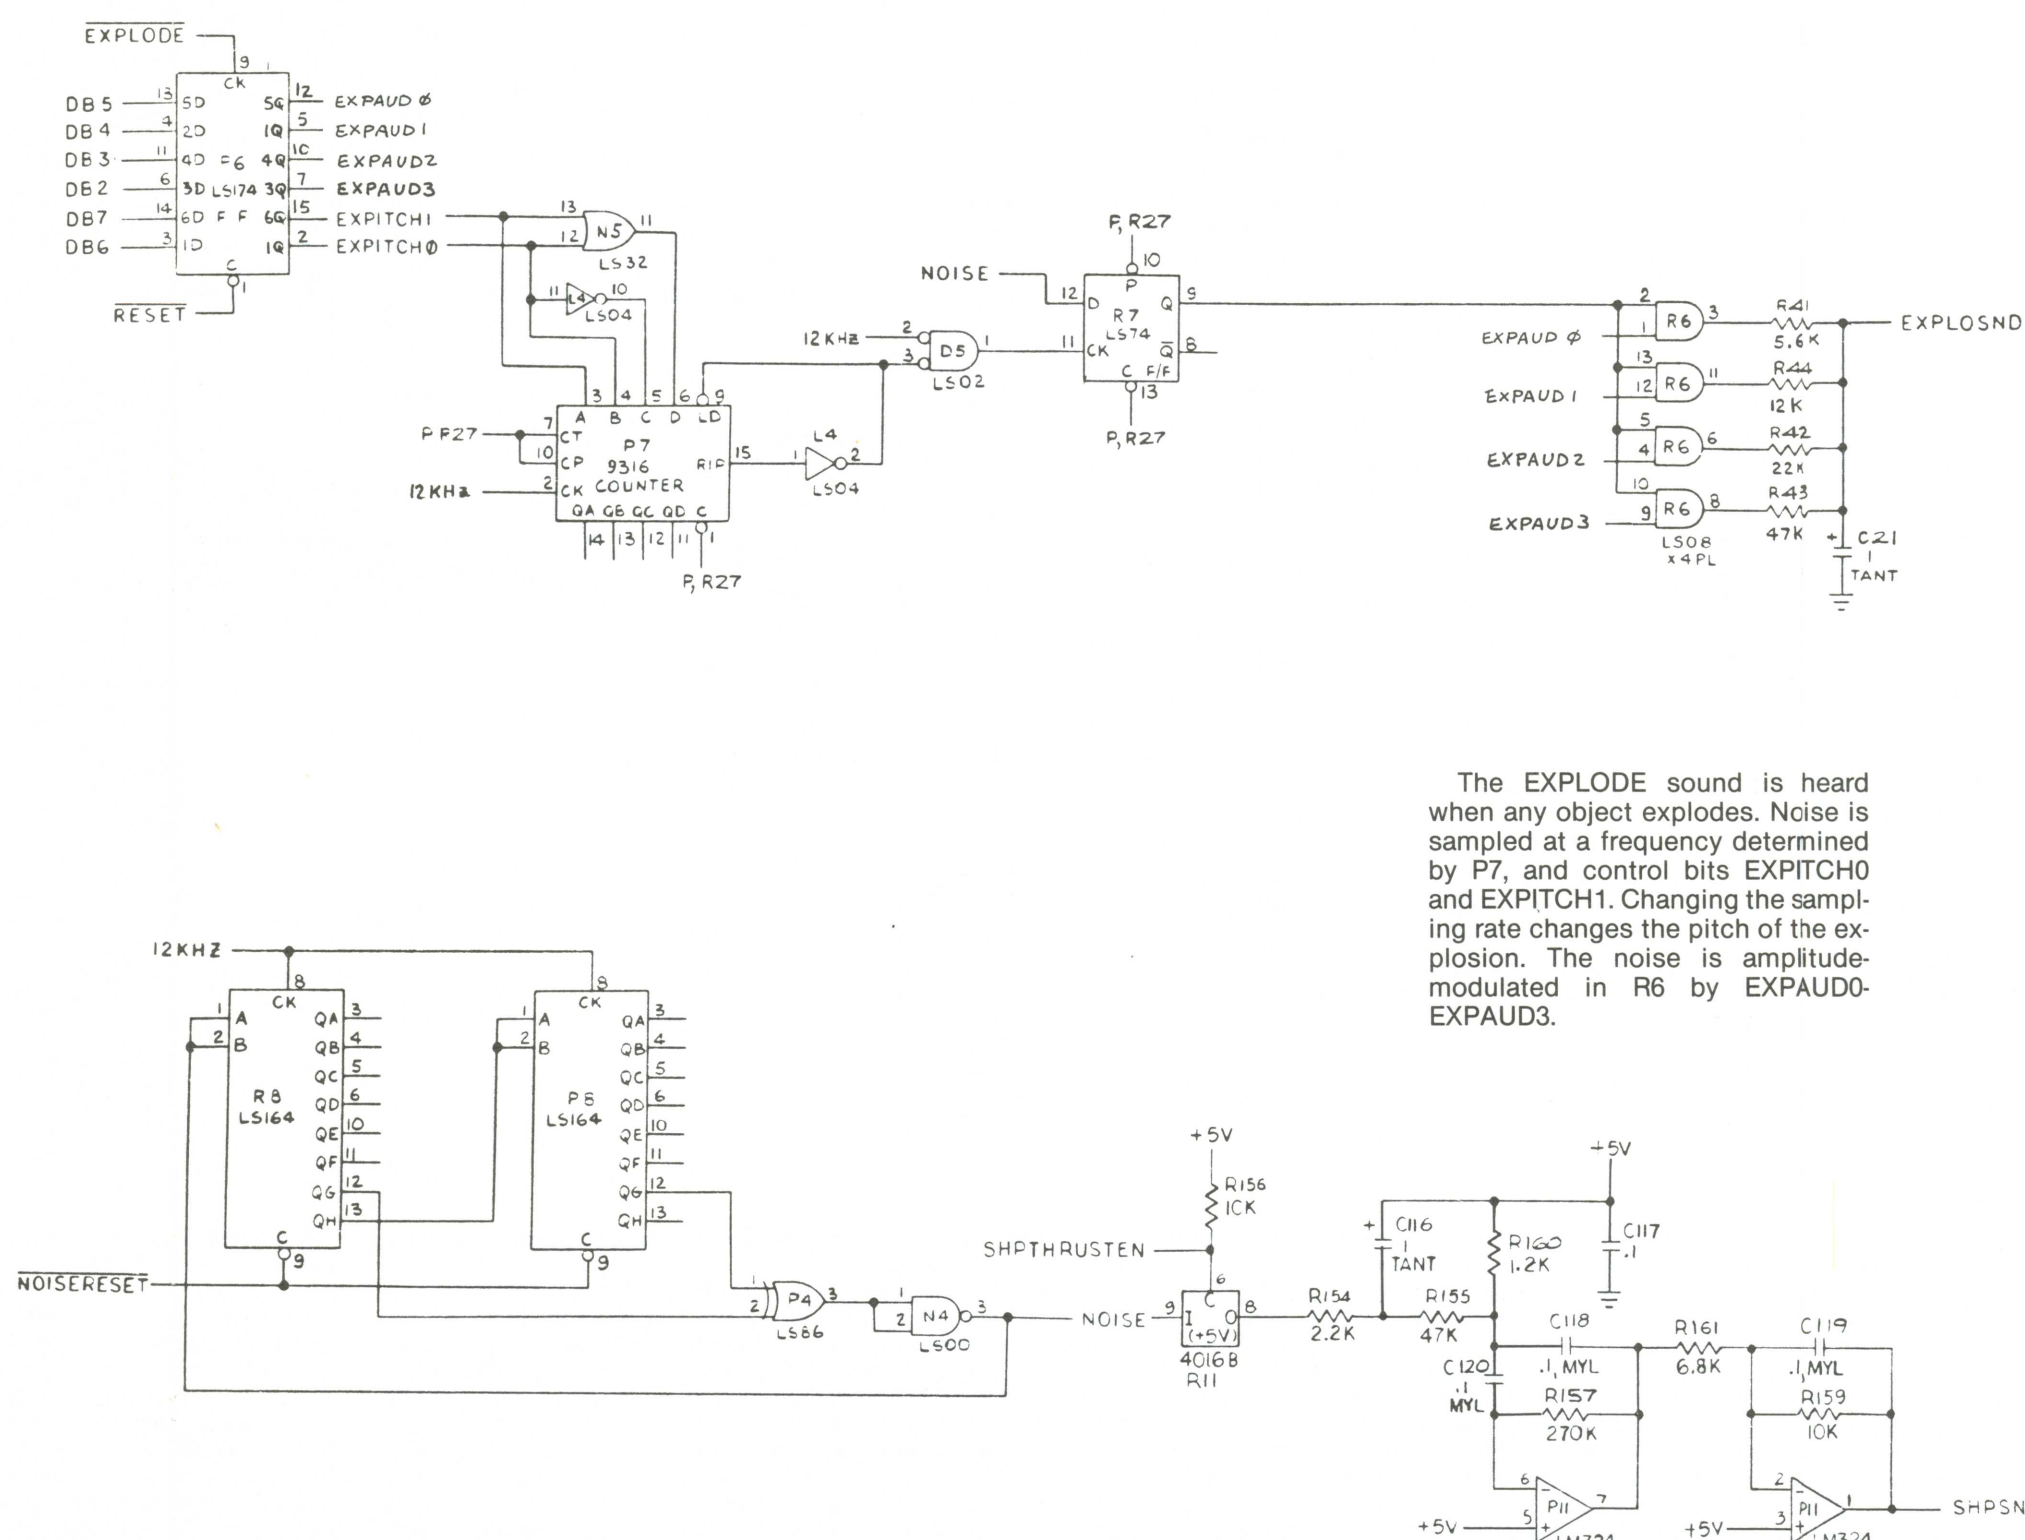 EXPLODE
9
CK
DB5 13 5D 5Q 12 EXPAUD Ø
DB4 4 2D 1Q 5 EXPAUD1
DB3 11 4D 4Q 10 EXPAUD2
DB2 6 3D LS174 3Q 7 EXPAUD3
DB7 14 6D F F 6Q 15 EXPITCH1
DB6 3 1D 1Q 2 EXPITCHØ
C
1
RESET
13
12
N5
11
LS32
11
L4
10
LS04
3 4 5 6 9
A B C D LD
P F27
7 CT
10 CP
12KHz 2 CK
P7
9316
COUNTER
15
QA QB QC QD C
14 13 12 11 1
P, R27
L4
1 2
LS04
12KHz 2
3
D5
1
LS02
P, R27
10
P
NOISE
12 D Q 9
R7
LS74
11 CK Q 8
C F/F
13
P, R27
2
1
R6
3
R41
5.6K
EXPLOSND
EXPAUD Ø
13
12
R6
11
R44
12K
EXPAUD1
5
4
R6
6
R42
22K
EXPAUD2
10
9
R6
8
R43
47K
EXPAUD3
LS08
x4PL
+ C21
1
TANT
The EXPLODE sound is heard
when any object explodes. Noise is
sampled at a frequency determined
by P7, and control bits EXPITCH0
and EXPITCH1. Changing the sampl-
ing rate changes the pitch of the ex-
plosion. The noise is amplitude-
modulated in R6 by EXPAUD0-
EXPAUD3.
12KHZ
8
CK
1 A QA 3
2 B QB 4
QC 5
R8 QD 6
LS164
QE 10
QF 11
QG 12
QH 13
C
9
8
CK
1 A QA 3
2 B QB 4
QC 5
QD 6
LS164
QE 10
QF 11
QG 12
QH 13
C
9
NOISERESET
1
2
P4
3
LS86
1
2
N4
3
LS00
NOISE
+5V
R156
10K
SHPTHRUSTEN
6
C
9 I O 8
(+5V)
4016B
R11
R154
2.2K
+ C116
1
TANT
R155
47K
+5V
R160
1.2K
C117
.1
C118
.1, MYL
C120
.1
MYL
R157
270K
R161
6.8K
C119
.1, MYL
R159
10K
6 -
P11
7
5 +
+5V
2 -
P11
1
3 +
+5V
SHPSN